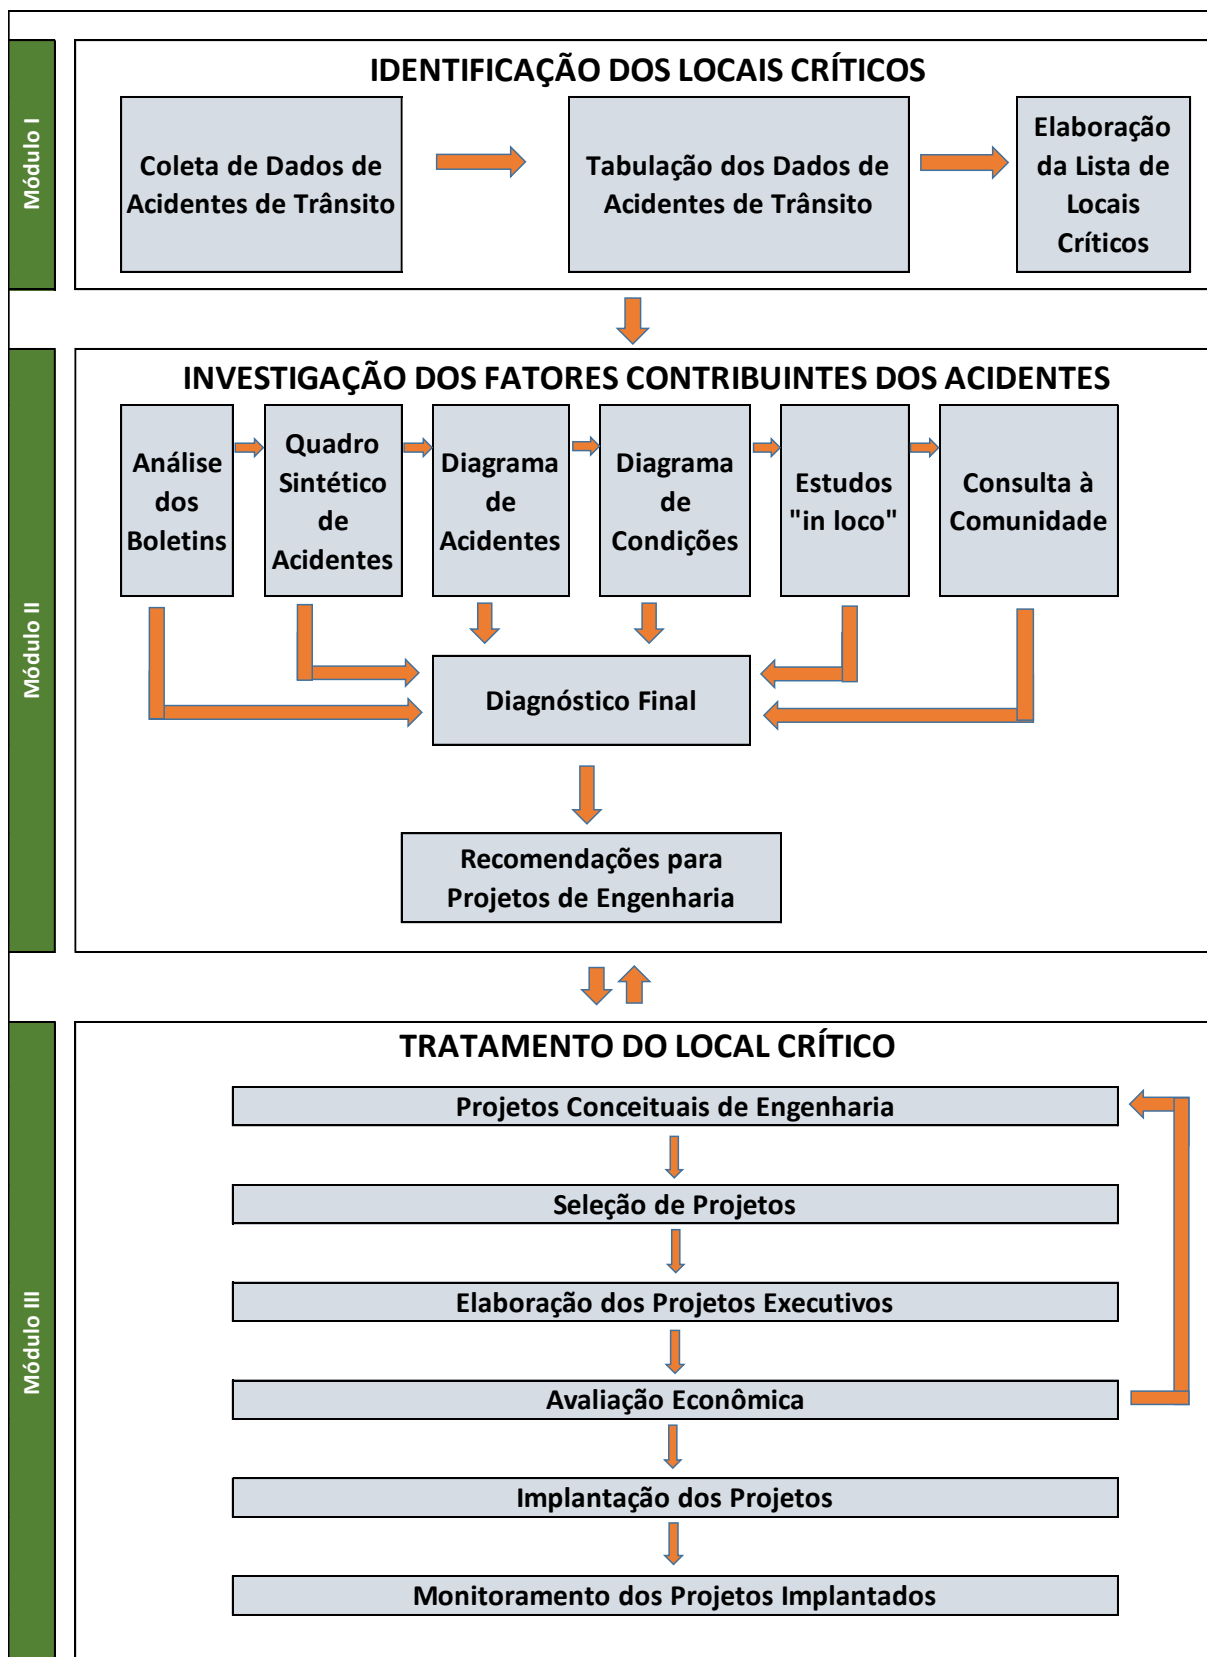 Módulo I
IDENTIFICAÇÃO DOS LOCAIS CRÍTICOS
Coleta de Dados de
Acidentes de Trânsito
Tabulação dos Dados de
Acidentes de Trânsito
Elaboração
da Lista de
Locais
Críticos
Módulo II
INVESTIGAÇÃO DOS FATORES CONTRIBUINTES DOS ACIDENTES
Análise
dos
Boletins
Quadro
Sintético
de
Acidentes
Diagrama
de
Acidentes
Diagrama
de
Condições
Estudos
"in loco"
Consulta à
Comunidade
Diagnóstico Final
Recomendações para
Projetos de Engenharia
Módulo III
TRATAMENTO DO LOCAL CRÍTICO
Projetos Conceituais de Engenharia
Seleção de Projetos
Elaboração dos Projetos Executivos
Avaliação Econômica
Implantação dos Projetos
Monitoramento dos Projetos Implantados